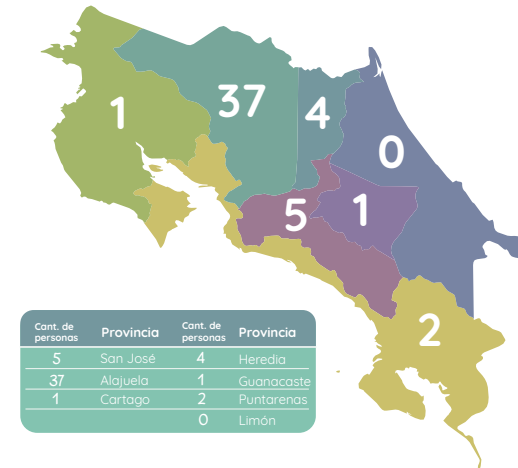 1
37
4
0
5
1
2
Cant. de personas Provincia Cant. de personas Provincia
5 San José 4 Heredia
37 Alajuela 1 Guanacaste
1 Cartago 2 Puntarenas
0 Limón